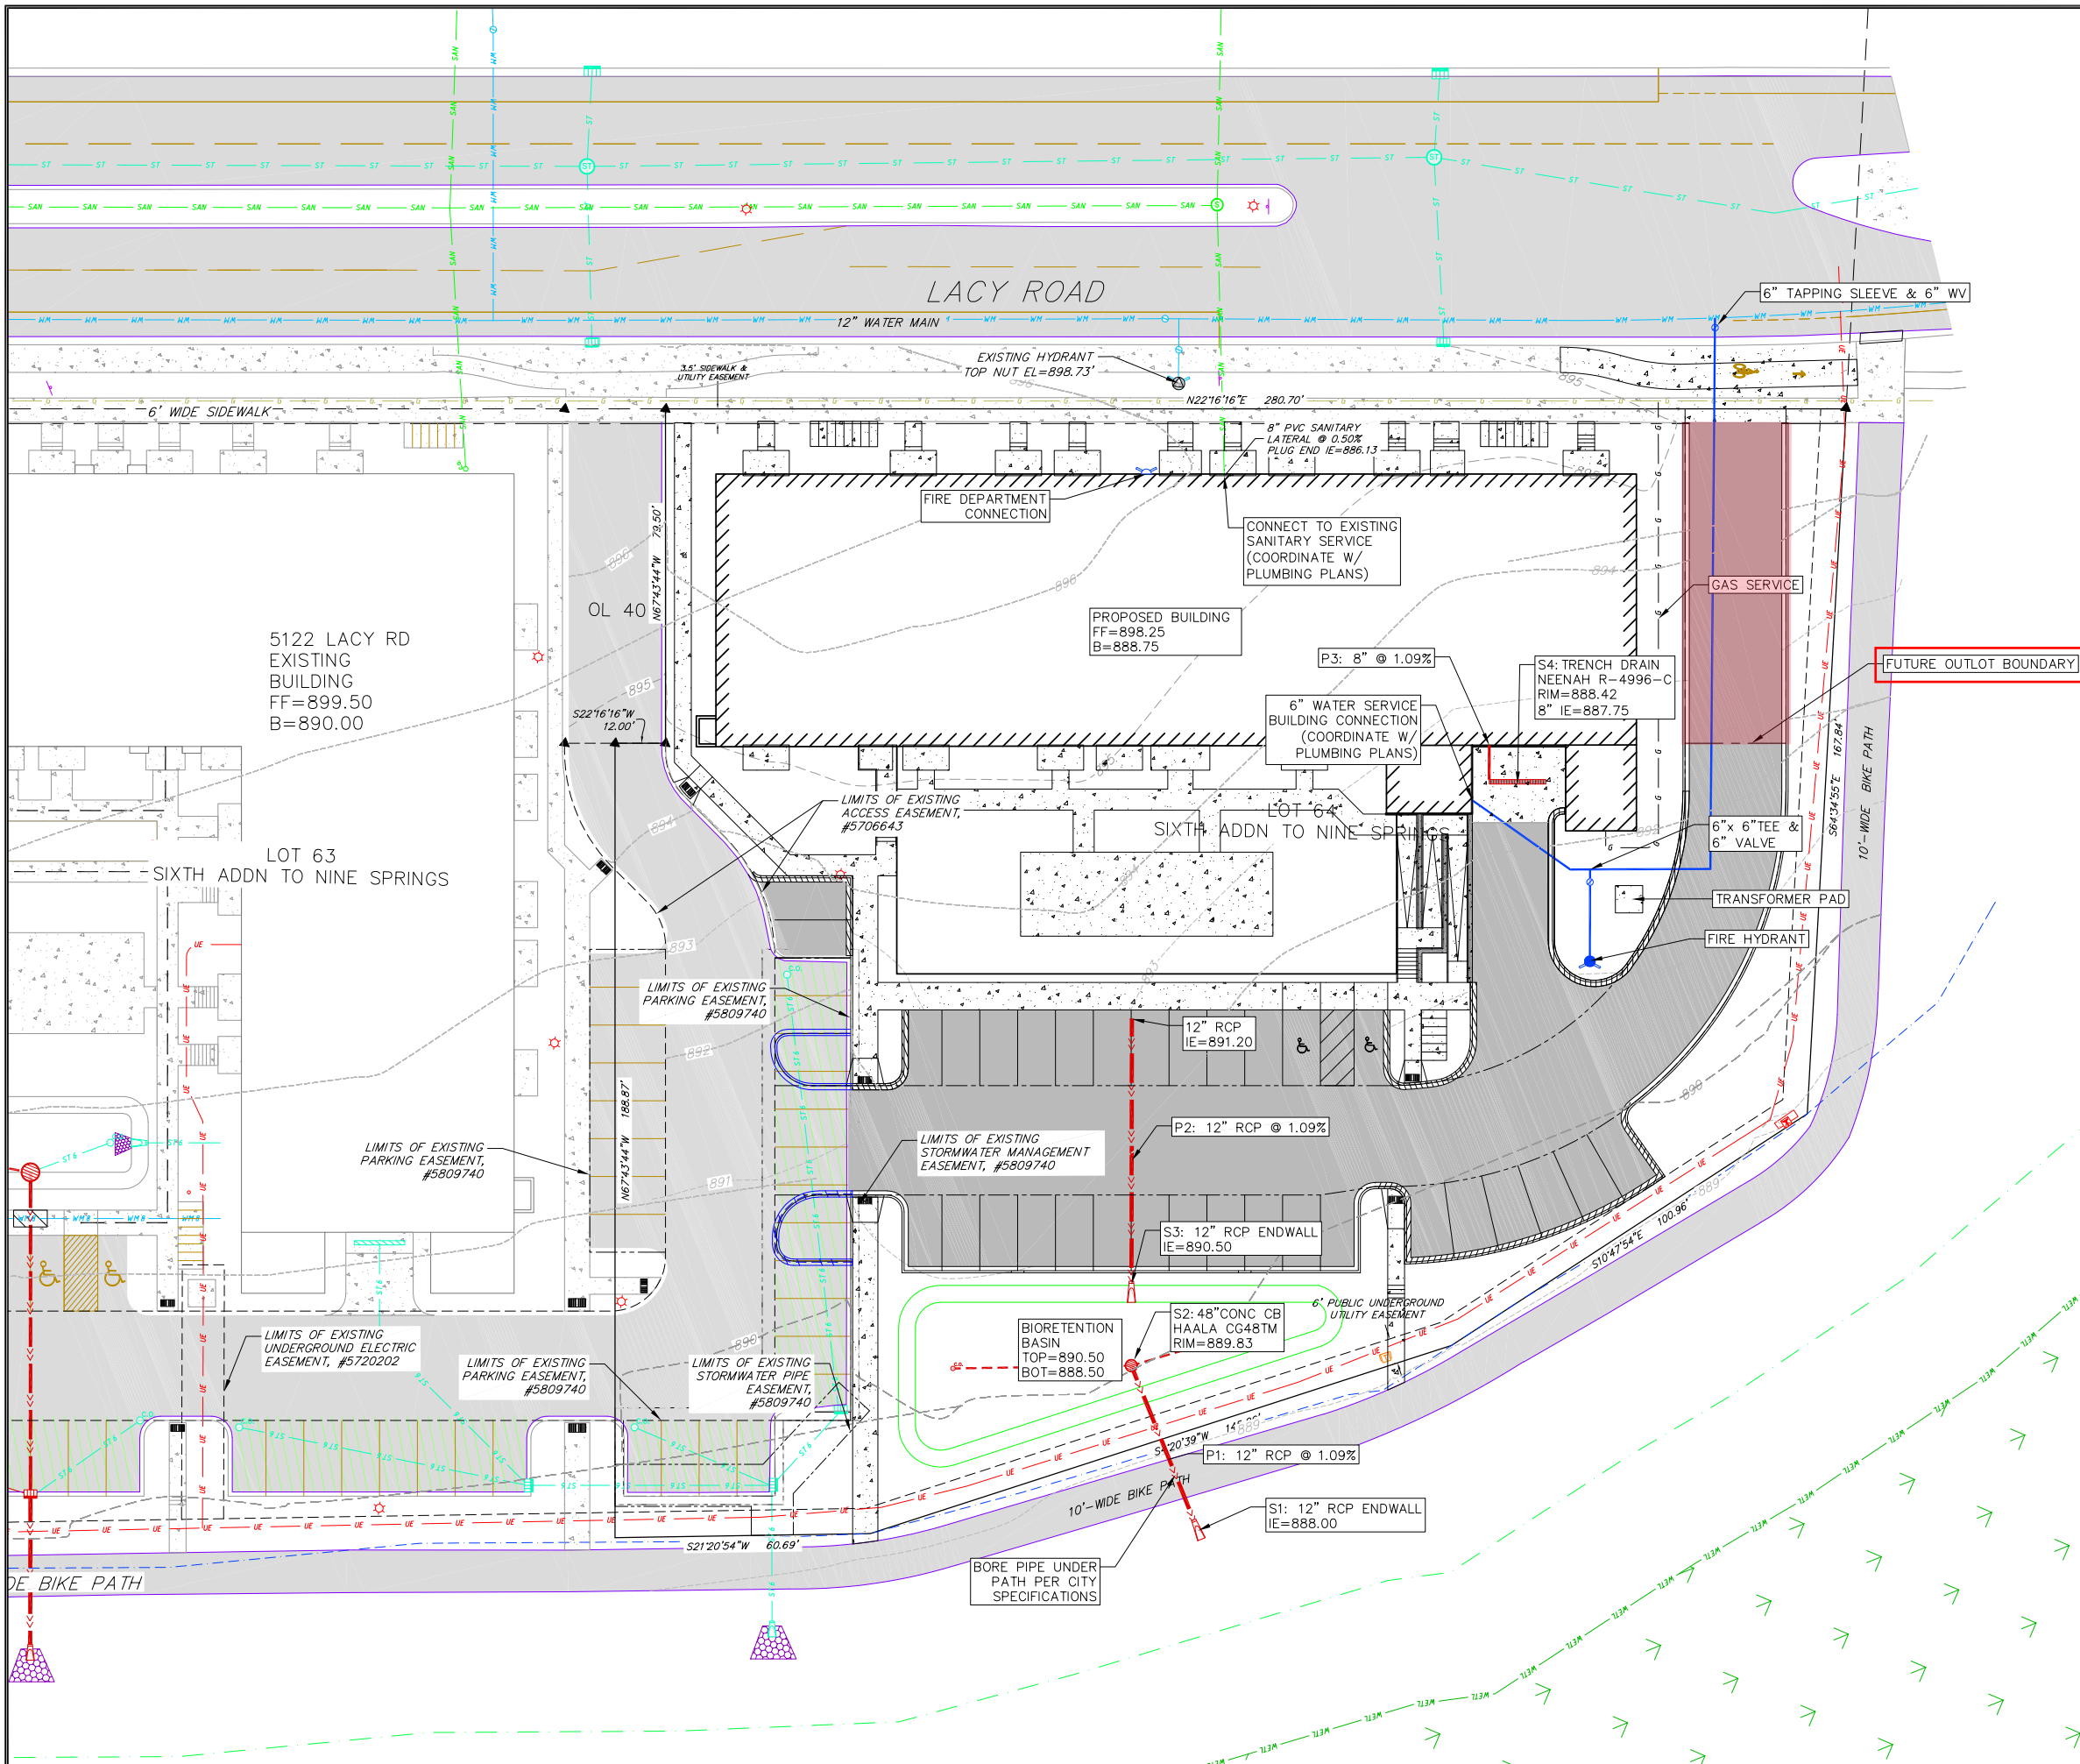 6" TAPPING SLEEVE & 6" WV
LACY ROAD
12" WATER MAIN
EXISTING HYDRANT
TOP NUT EL=898.73'
3.5' SIDEWALK &
UTILITY EASEMENT
N22°16'16"E 280.70'
6' WIDE SIDEWALK
8" PVC SANITARY
LATERAL @ 0.50%
PLUG END IE=886.13
FIRE DEPARTMENT
CONNECTION
CONNECT TO EXISTING
SANITARY SERVICE
(COORDINATE W/
PLUMBING PLANS)
N67°43'44"W 79.50'
GAS SERVICE
OL 40
PROPOSED BUILDING
FF=898.25
B=888.75
5122 LACY RD
EXISTING
BUILDING
FF=899.50
B=890.00
P3: 8" @ 1.09%
S4: TRENCH DRAIN
NEENAH R-4996-C
RIM=888.42
8" IE=887.75
FUTURE OUTLOT BOUNDARY
S22°16'16"W
12.00'
6" WATER SERVICE
BUILDING CONNECTION
(COORDINATE W/
PLUMBING PLANS)
S64°34'55"E 167.84'
10'-WIDE BIKE PATH
LIMITS OF EXISTING
ACCESS EASEMENT,
#5706643
LOT 64
SIXTH ADDN TO NINE SPRINGS
6"x 6"TEE &
6" VALVE
LOT 63
SIXTH ADDN TO NINE SPRINGS
TRANSFORMER PAD
FIRE HYDRANT
LIMITS OF EXISTING
PARKING EASEMENT,
#5809740
12" RCP
IE=891.20
N67°43'44"W 188.87'
P2: 12" RCP @ 1.09%
LIMITS OF EXISTING
PARKING EASEMENT,
#5809740
LIMITS OF EXISTING
STORMWATER MANAGEMENT
EASEMENT, #5809740
S3: 12" RCP ENDWALL
IE=890.50
S10°47'54"E 100.96'
6' PUBLIC UNDERGROUND
UTILITY EASEMENT
S2: 48"CONC CB
HAALA CG48TM
RIM=889.83
BIORETENTION
BASIN
TOP=890.50
BOT=888.50
LIMITS OF EXISTING
UNDERGROUND ELECTRIC
EASEMENT, #5720202
LIMITS OF EXISTING
PARKING EASEMENT,
#5809740
LIMITS OF EXISTING
STORMWATER PIPE
EASEMENT,
#5809740
P1: 12" RCP @ 1.09%
10'-WIDE BIKE PATH
S1: 12" RCP ENDWALL
IE=888.00
S21°20'54"W 60.69'
BORE PIPE UNDER
PATH PER CITY
SPECIFICATIONS
DE BIKE PATH